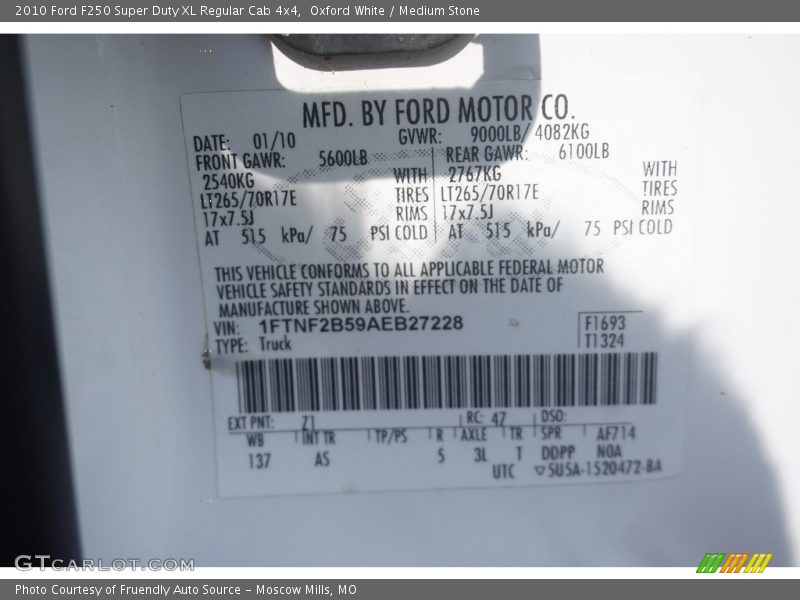 2010 Ford F250 Super Duty XL Regular Cab 4x4,  Oxford White / Medium Stone
MFD. BY FORD MOTOR CO.
DATE: 01/10 GVWR: 9000LB/ 4082KG
FRONT GAWR: 5600LB REAR GAWR: 6100LB
2540KG WITH 2767KG WITH
LT265/70R17E TIRES LT265/70R17E TIRES
17x7.5J RIMS 17x7.5J RIMS
AT 515 kPa/ 75 PSI COLD AT 515 kPa/ 75 PSI COLD
THIS VEHICLE CONFORMS TO ALL APPLICABLE FEDERAL MOTOR
VEHICLE SAFETY STANDARDS IN EFFECT ON THE DATE OF
MANUFACTURE SHOWN ABOVE.
VIN: 1FTNF2B59AEB27228 F1693
TYPE: Truck T1324
EXT PNT: Z1 RC: 47 DSO:
WB INT TR TP/PS R AXLE TR SPR AF714
137 AS 5 3L T DDPP NOA
UTC ▽5U5A-1520472-BA
GTCARLOT.COM
Photo Courtesy of Fruendly Auto Source – Moscow Mills, MO